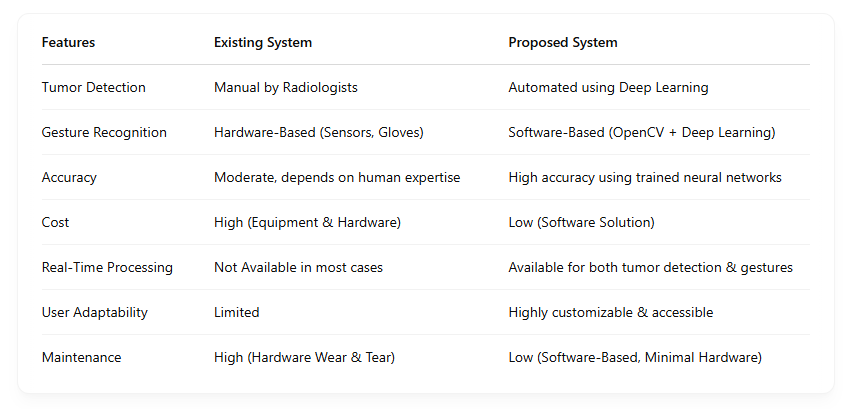 Features Existing System Proposed System
Tumor Detection Manual by Radiologists Automated using Deep Learning
Gesture Recognition Hardware-Based (Sensors, Gloves) Software-Based (OpenCV + Deep Learning)
Accuracy Moderate, depends on human expertise High accuracy using trained neural networks
Cost High (Equipment & Hardware) Low (Software Solution)
Real-Time Processing Not Available in most cases Available for both tumor detection & gestures
User Adaptability Limited Highly customizable & accessible
Maintenance High (Hardware Wear & Tear) Low (Software-Based, Minimal Hardware)